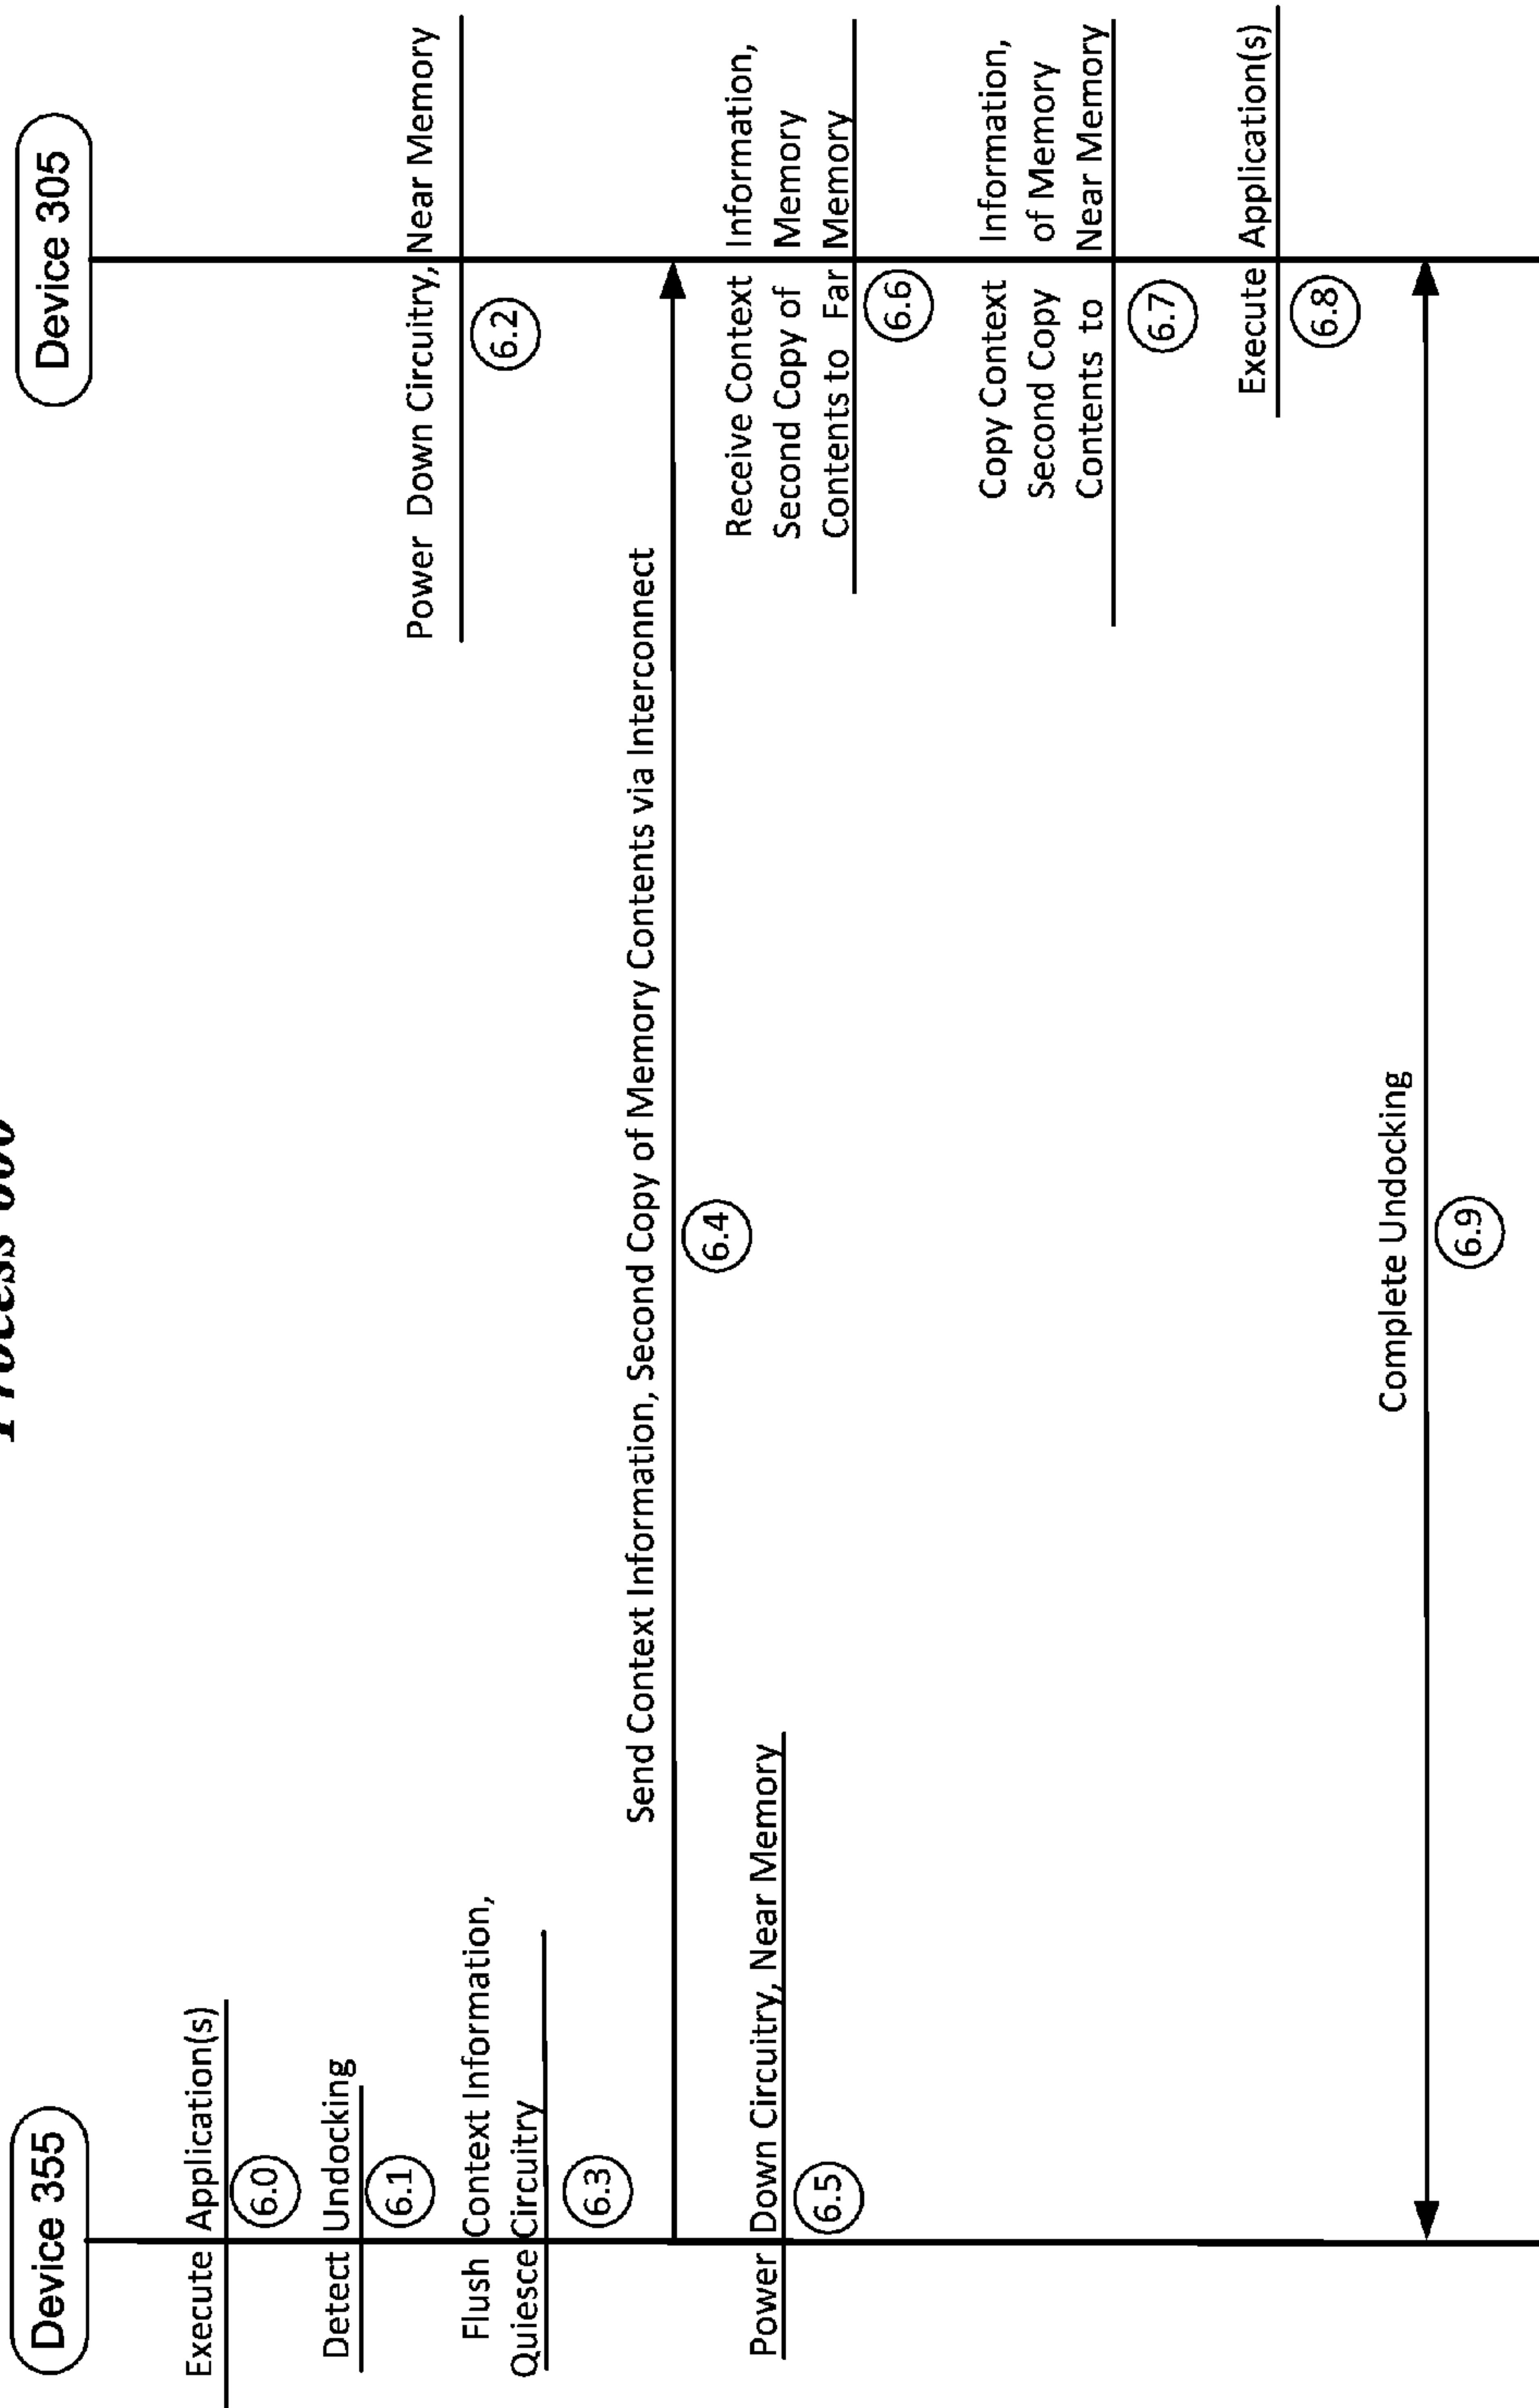 Process 600
Device 355
Device 305
Execute Application(s)
6.0
Detect Undocking
6.1
Power Down Circuitry, Near Memory
6.2
Flush Context Information,
Quiesce Circuitry
6.3
Send Context Information, Second Copy of Memory Contents via Interconnect
6.4
Power Down Circuitry, Near Memory
6.5
Receive Context Information,
Second Copy of Memory
Contents to Far Memory
6.6
Copy Context Information,
Second Copy of Memory
Contents to Near Memory
6.7
Execute Application(s)
6.8
Complete Undocking
6.9